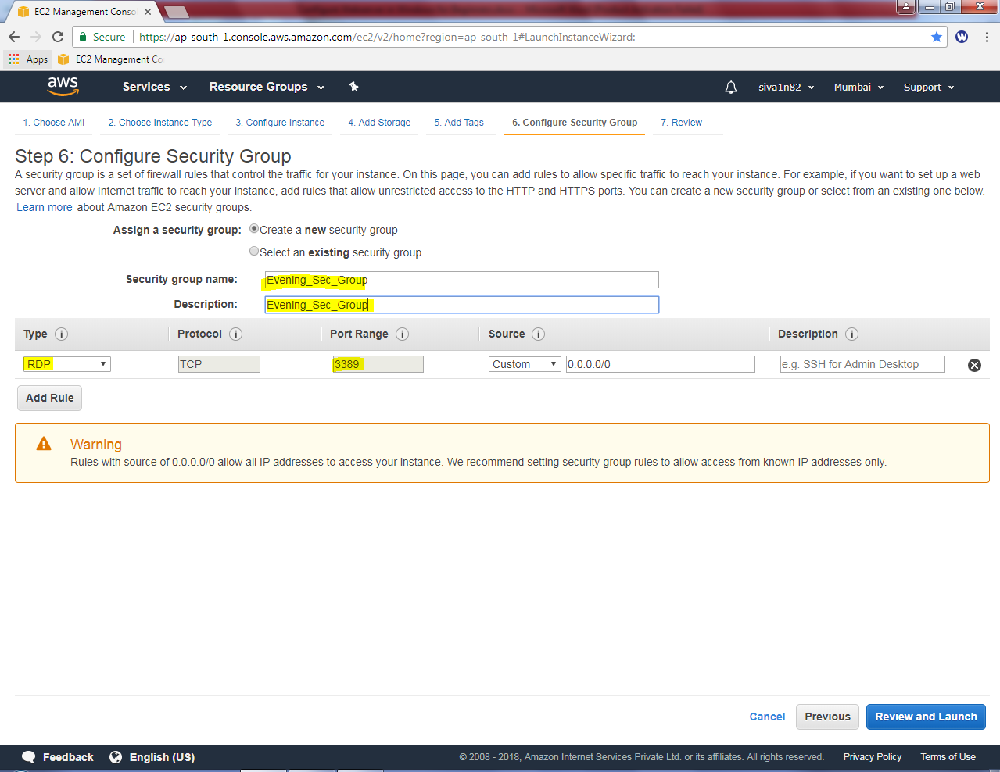 EC2 Management Conso
Secure https://ap-south-1.console.aws.amazon.com/ec2/v2/home?region=ap-south-1#LaunchInstanceWizard:
W
Apps EC2 Management Co
aws Services Resource Groups siva1n82 Mumbai Support
1. Choose AMI 2. Choose Instance Type 3. Configure Instance 4. Add Storage 5. Add Tags 6. Configure Security Group 7. Review
Step 6: Configure Security Group
A security group is a set of firewall rules that control the traffic for your instance. On this page, you can add rules to allow specific traffic to reach your instance. For example, if you want to set up a web
server and allow Internet traffic to reach your instance, add rules that allow unrestricted access to the HTTP and HTTPS ports. You can create a new security group or select from an existing one below.
Learn more about Amazon EC2 security groups.
Assign a security group: Create a new security group
Select an existing security group
Security group name: Evening_Sec_Group
Description: Evening_Sec_Group
Type i Protocol i Port Range i Source i Description i
RDP TCP 3389 Custom 0.0.0.0/0 e.g. SSH for Admin Desktop
Add Rule
Warning
Rules with source of 0.0.0.0/0 allow all IP addresses to access your instance. We recommend setting security group rules to allow access from known IP addresses only.
Cancel Previous Review and Launch
Feedback English (US) © 2008 - 2018, Amazon Internet Services Private Ltd. or its affiliates. All rights reserved. Privacy Policy Terms of Use